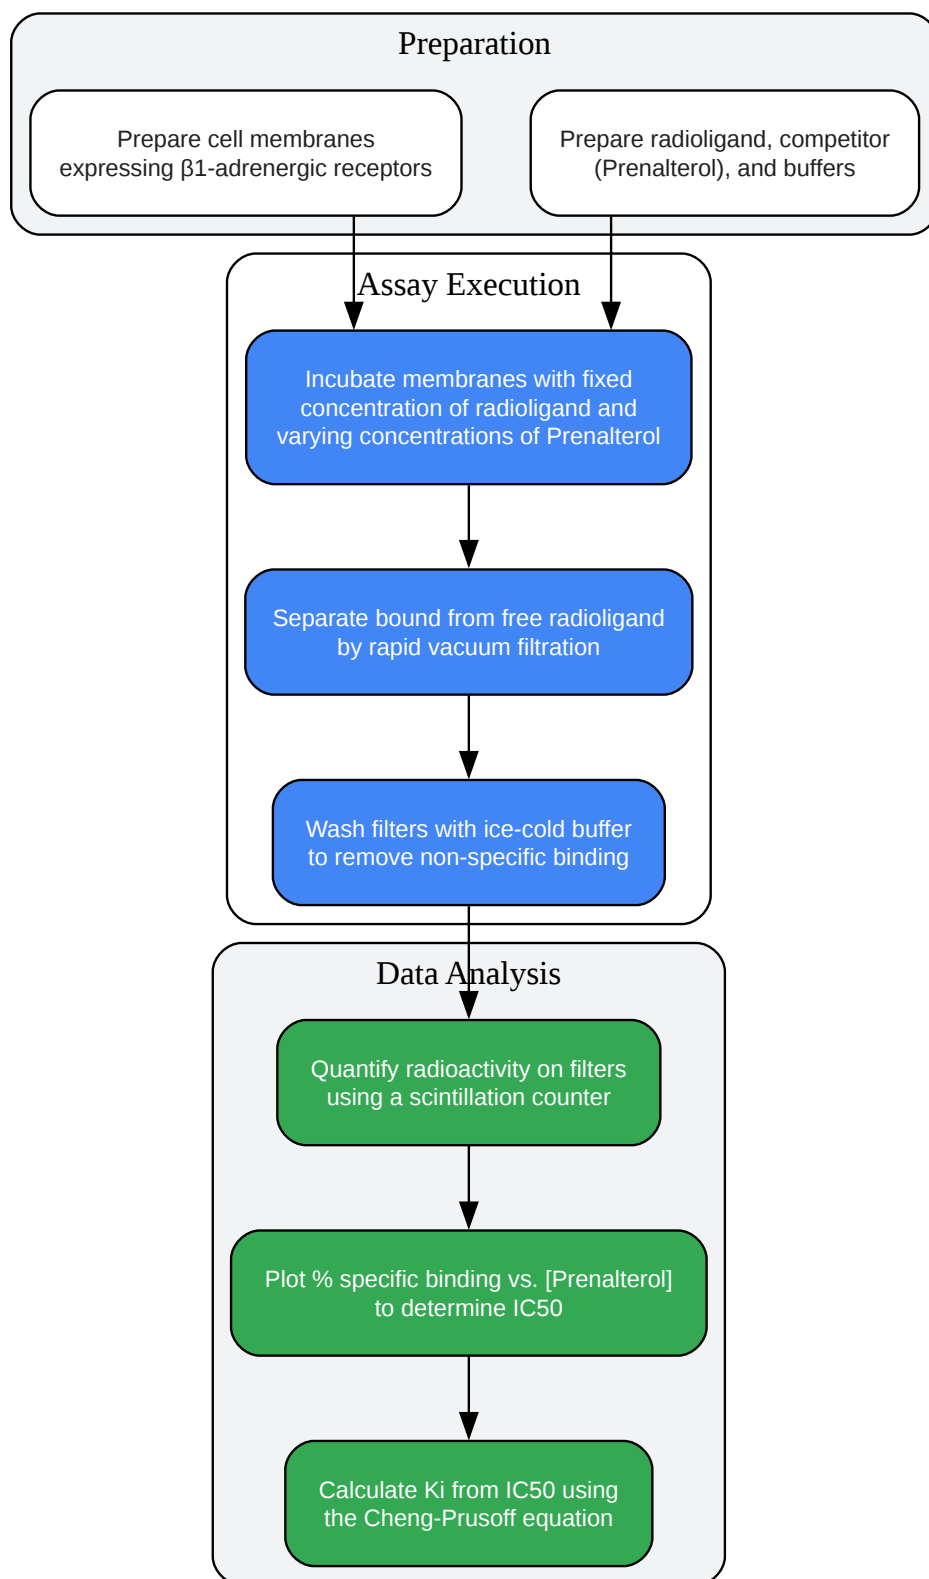 Preparation
Prepare cell membranes
expressing β1-adrenergic receptors
Prepare radioligand, competitor
(Prenalterol), and buffers
Assay Execution
Incubate membranes with fixed
concentration of radioligand and
varying concentrations of Prenalterol
Separate bound from free radioligand
by rapid vacuum filtration
Wash filters with ice-cold buffer
to remove non-specific binding
Data Analysis
Quantify radioactivity on filters
using a scintillation counter
Plot % specific binding vs. [Prenalterol]
to determine IC50
Calculate Ki from IC50 using
the Cheng-Prusoff equation